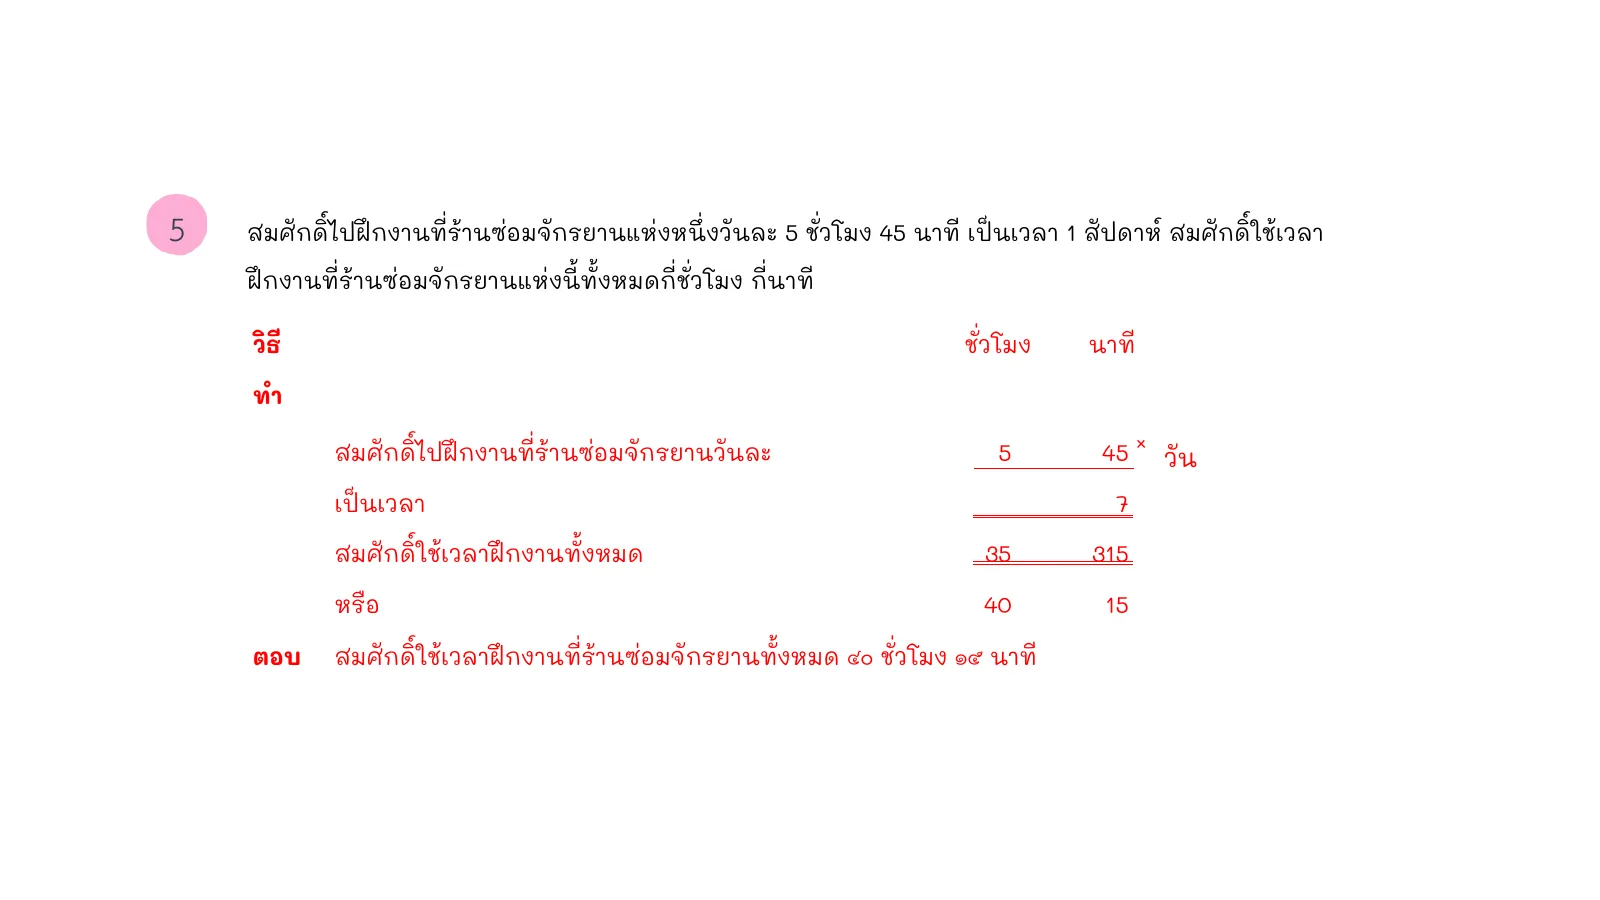 5
สมศักดิ์ไปฝึกงานที่ร้านซ่อมจักรยานแห่งหนึ่งวันละ 5 ชั่วโมง 45 นาที เป็นเวลา 1 สัปดาห์ สมศักดิ์ใช้เวลา
ฝึกงานที่ร้านซ่อมจักรยานแห่งนี้ทั้งหมดกี่ชั่วโมง กี่นาที
วิธี ชั่วโมง นาที
ทำ
สมศักดิ์ไปฝึกงานที่ร้านซ่อมจักรยานวันละ 5 45 × วัน
เป็นเวลา 7
สมศักดิ์ใช้เวลาฝึกงานทั้งหมด 35 315
หรือ 40 15
ตอบ สมศักดิ์ใช้เวลาฝึกงานที่ร้านซ่อมจักรยานทั้งหมด ๔๐ ชั่วโมง ๑๕ นาที